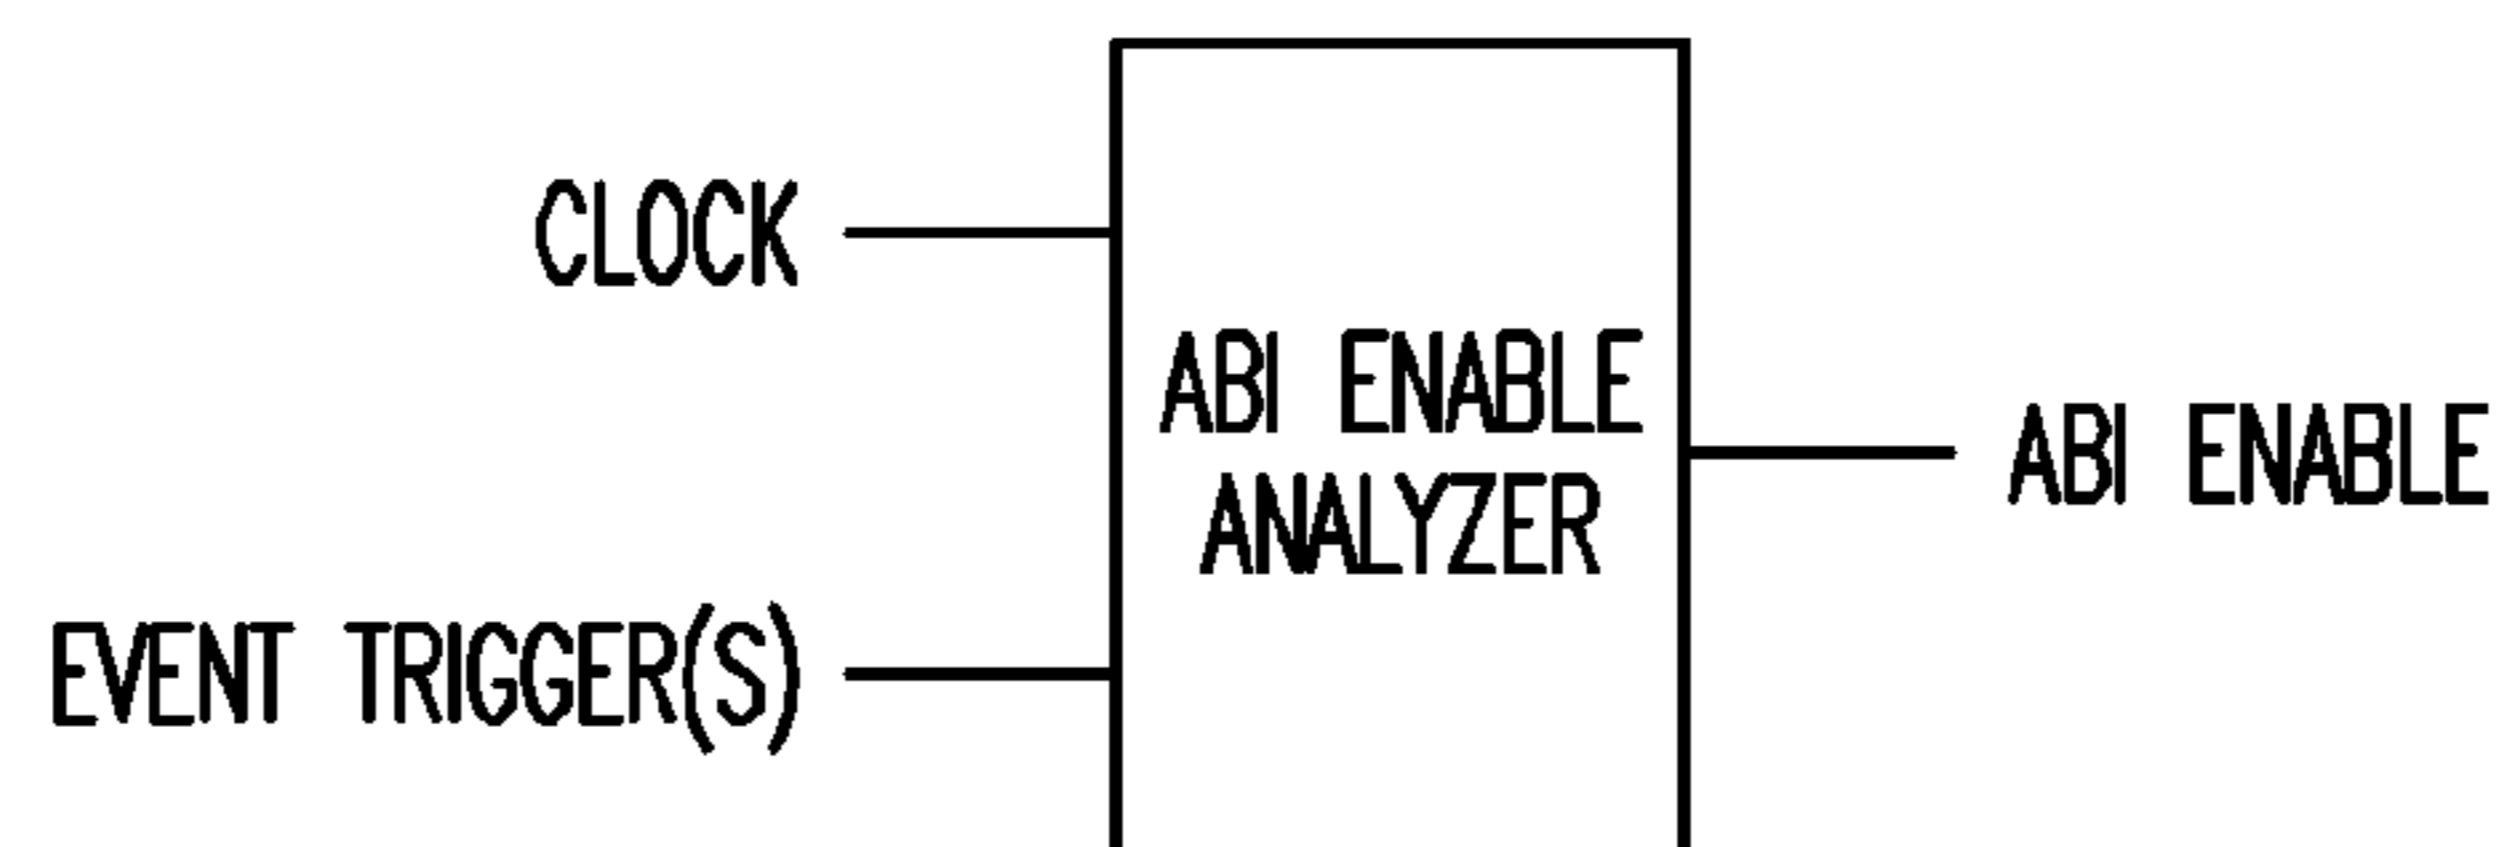 CLOCK
ABI ENABLE
ANALYZER
ABI ENABLE
EVENT TRIGGER(S)